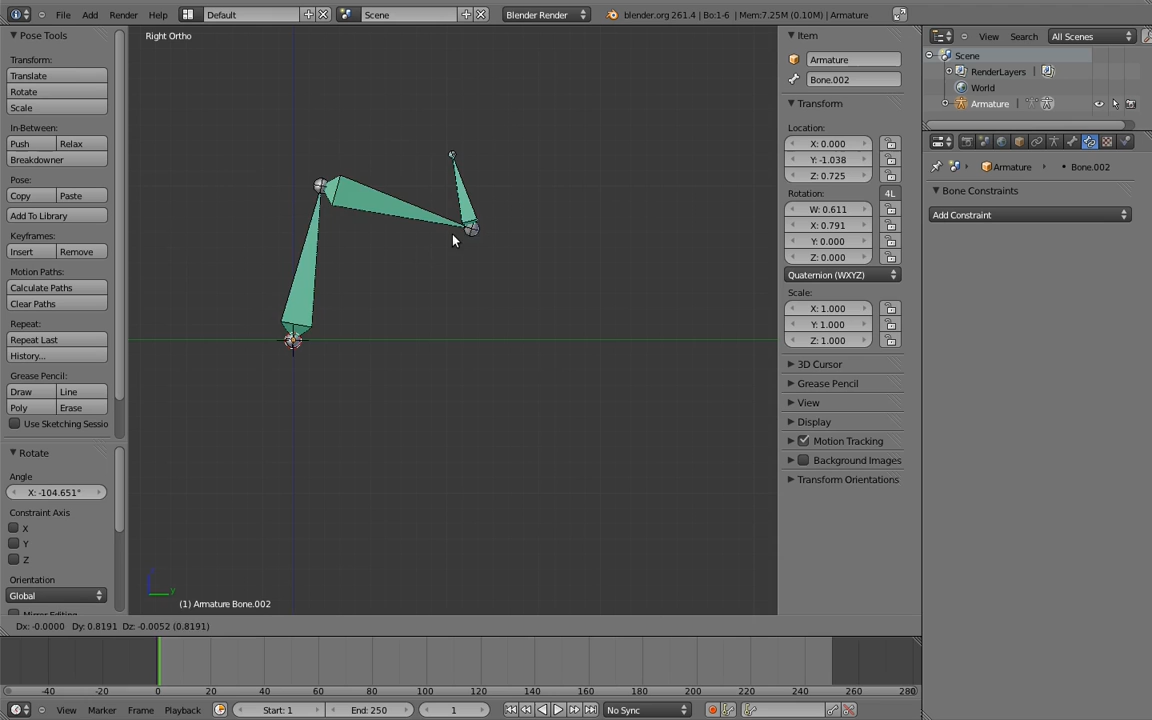 File Add Render Help Default Scene Blender Render blender.org 261.4 | Bo:1-6 | Mem:7.25M (0.10M) | Armature
Pose Tools
Transform:
Translate
Rotate
Scale
In-Between:
Push Relax
Breakdowner
Pose:
Copy Paste
Add To Library
Keyframes:
Insert Remove
Motion Paths:
Calculate Paths
Clear Paths
Repeat:
Repeat Last
History...
Grease Pencil:
Draw Line
Poly Erase
Use Sketching Sessio
Rotate
Angle
X: -104.651°
Constraint Axis
X
Y
Z
Orientation
Global
Right Ortho
z
y
(1) Armature Bone.002
Item
Armature
Bone.002
Transform
Location:
X: 0.000
Y: -1.038
Z: 0.725
Rotation: 4L
W: 0.611
X: 0.791
Y: 0.000
Z: 0.000
Quaternion (WXYZ)
Scale:
X: 1.000
Y: 1.000
Z: 1.000
3D Cursor
Grease Pencil
View
Display
Motion Tracking
Background Images
Transform Orientations
View Search All Scenes
Scene
RenderLayers
World
Armature
Armature Bone.002
Bone Constraints
Add Constraint
Dx: -0.0000 Dy: 0.8191 Dz: -0.0052 (0.8191)
-40 -20 0 20 40 60 80 100 120 140 160 180 200 220 240 260 280
View Marker Frame Playback Start: 1 End: 250 1 No Sync